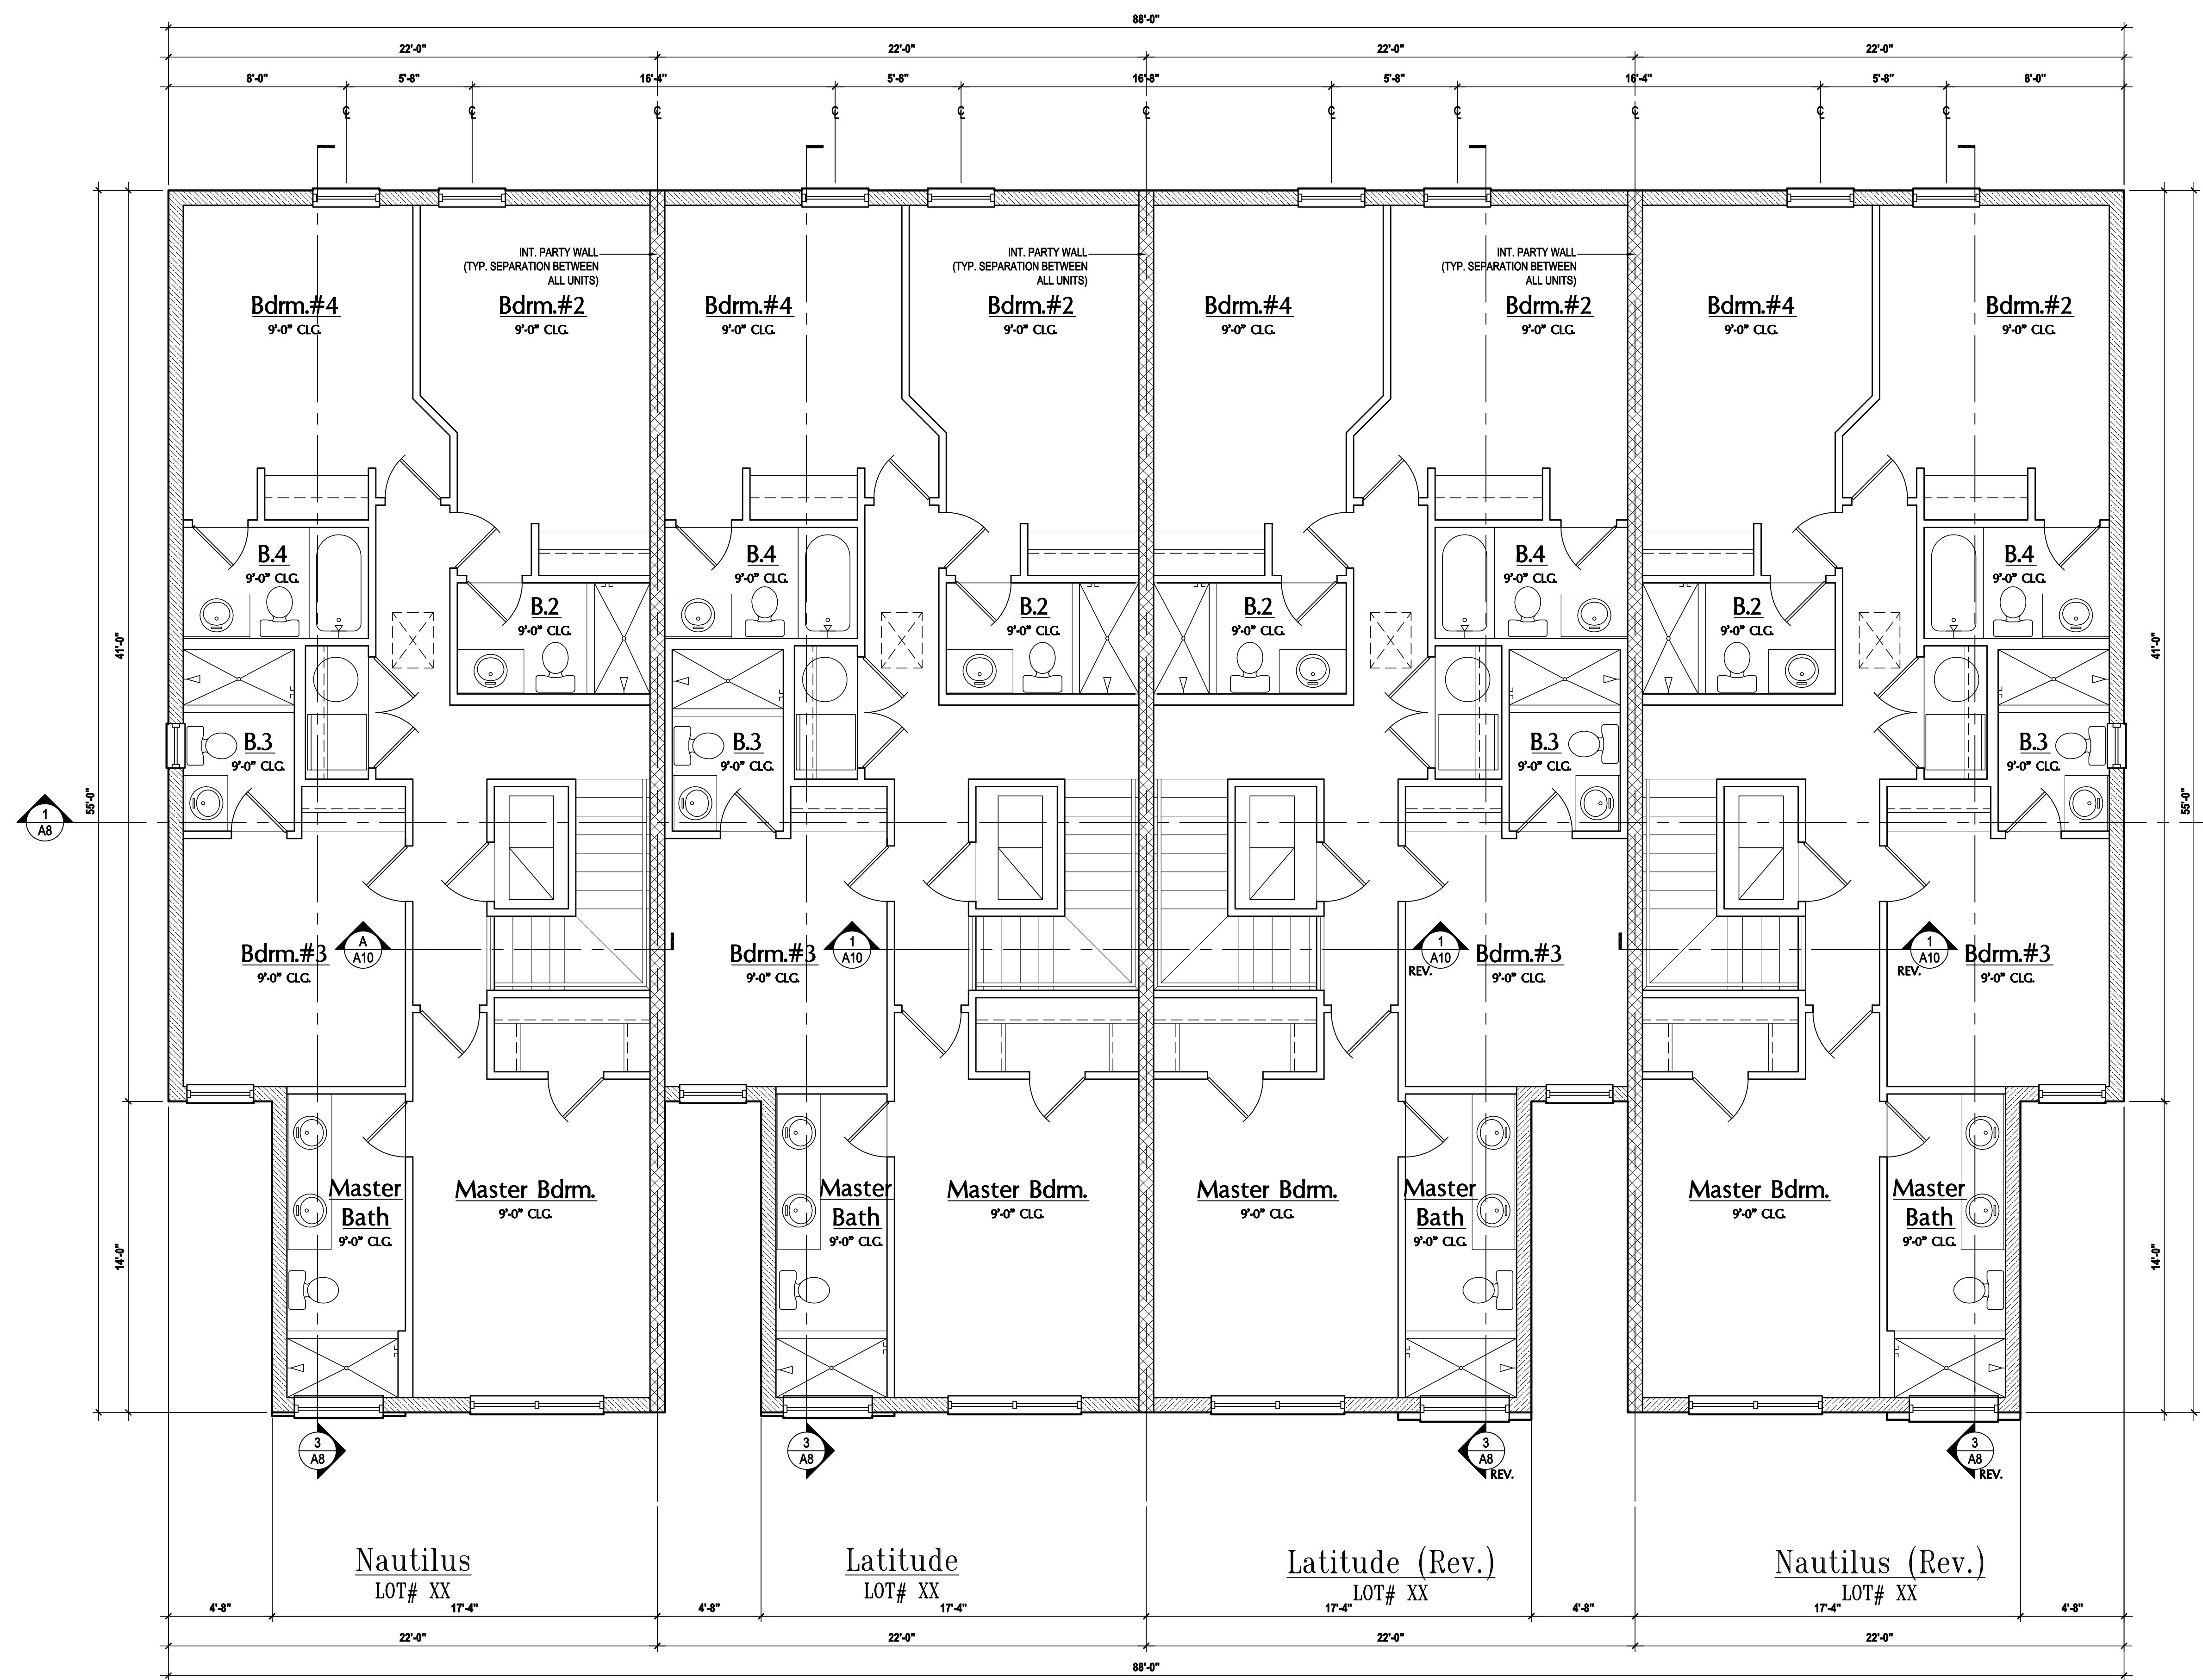 88'-0"
22'-0" 22'-0" 22'-0" 22'-0"
8'-0" 5'-8" 16'-4" 5'-8" 16'-8" 5'-8" 16'-4" 5'-8" 8'-0"
℄ ℄ ℄ ℄ ℄ ℄ ℄ ℄ ℄ ℄ ℄
INT. PARTY WALL
(TYP. SEPARATION BETWEEN
ALL UNITS)
INT. PARTY WALL
(TYP. SEPARATION BETWEEN
ALL UNITS)
INT. PARTY WALL
(TYP. SEPARATION BETWEEN
ALL UNITS)
Bdrm.#4 Bdrm.#2 Bdrm.#4 Bdrm.#2 Bdrm.#4 Bdrm.#2 Bdrm.#4 Bdrm.#2
9'-0" CLG. 9'-0" CLG. 9'-0" CLG. 9'-0" CLG. 9'-0" CLG. 9'-0" CLG. 9'-0" CLG. 9'-0" CLG.
B.4 B.4 B.4 B.4
9'-0" CLG. 9'-0" CLG. 9'-0" CLG. 9'-0" CLG.
B.2 B.2 B.2 B.2
9'-0" CLG. 9'-0" CLG. 9'-0" CLG. 9'-0" CLG.
41'-0" 41'-0"
B.3 B.3 B.3 B.3
9'-0" CLG. 9'-0" CLG. 9'-0" CLG. 9'-0" CLG.
55'-0" 55'-0"
1
A8
Bdrm.#3 Bdrm.#3 Bdrm.#3 Bdrm.#3
9'-0" CLG. 9'-0" CLG. 9'-0" CLG. 9'-0" CLG.
A
A10
1
A10
1
A10
REV.
1
A10
REV.
Master
Bath
9'-0" CLG.
Master Bdrm.
9'-0" CLG.
Master
Bath
9'-0" CLG.
Master Bdrm.
9'-0" CLG.
Master Bdrm.
9'-0" CLG.
Master
Bath
9'-0" CLG.
Master Bdrm.
9'-0" CLG.
Master
Bath
9'-0" CLG.
14'-0" 14'-0"
3
A8
3
A8
3
A8
REV.
3
A8
REV.
Nautilus
LOT# XX
Latitude
LOT# XX
Latitude (Rev.)
LOT# XX
Nautilus (Rev.)
LOT# XX
4'-8" 17'-4" 4'-8" 17'-4" 17'-4" 4'-8" 17'-4" 4'-8"
22'-0" 22'-0" 22'-0" 22'-0"
88'-0"